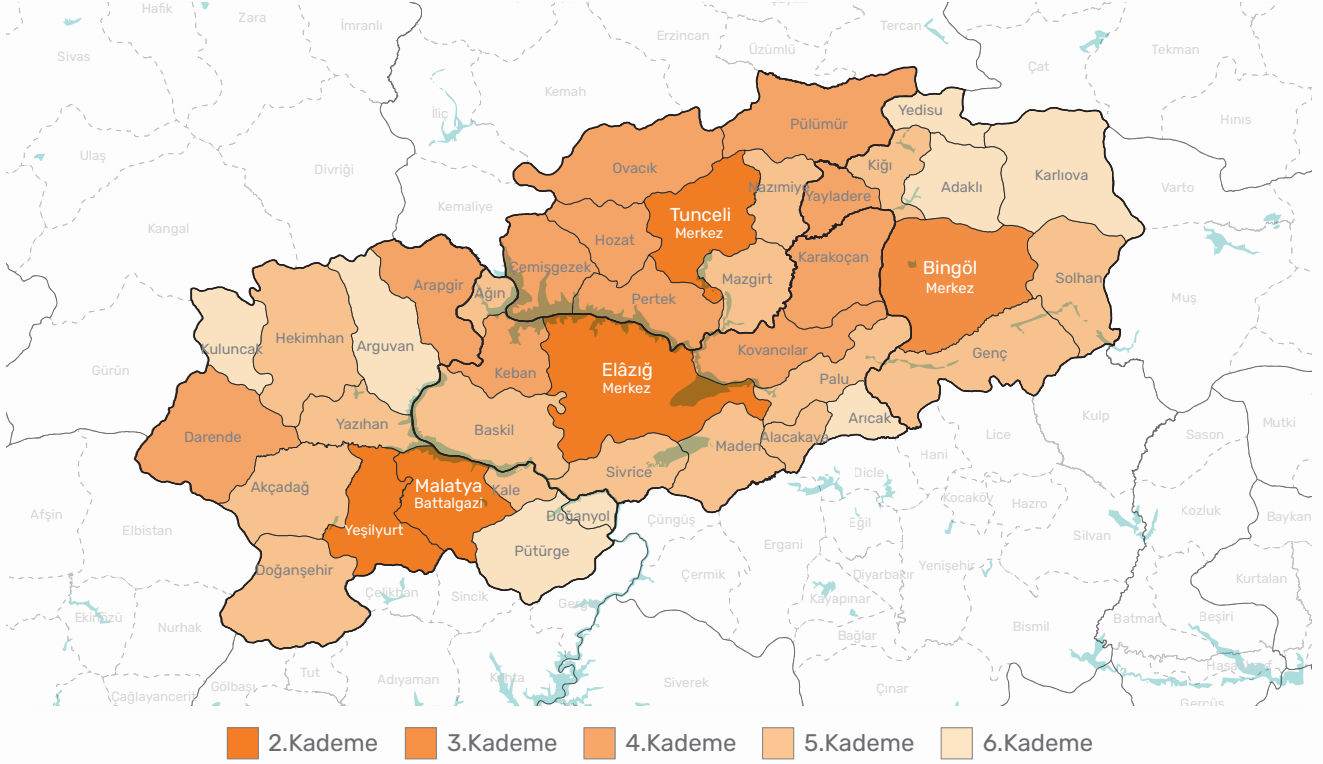 Hafik
Zara
İmranlı
Sivas
Erzincan
Üzümlü
Tercan
Tekman
Çat
Kemah
İliç
Hınıs
Ulaş
Divriği
Kemaliye
Kangal
Varto
Muş
Gürün
Pülümür
Yedisu
Ovacık
Nazımiye
Kiğı
Yayladere
Adaklı
Karlıova
Tunceli
Merkez
Hozat
Çemişgezek
Pertek
Mazgirt
Karakoçan
Bingöl
Merkez
Solhan
Arapgir
Ağın
Kuluncak
Hekimhan
Arguvan
Keban
Elâzığ
Merkez
Kovancılar
Genç
Palu
Arıcak
Darende
Yazıhan
Baskil
Maden
Alacakaya
Sivrice
Akçadağ
Malatya
Battalgazi
Kale
Yeşilyurt
Doğanyol
Pütürge
Doğanşehir
Kulp
Mutki
Lice
Sason
Hani
Dicle
Kocaköy
Hazro
Kozluk
Baykan
Afşin
Elbistan
Çüngüş
Eğil
Ergani
Silvan
Çermik
Diyarbakır
Yenişehir
Kurtalan
Çelikhan
Sincik
Kayapınar
Ekinözü
Nurhak
Bağlar
Bismil
Batman
Beşiri
Tut
Gölbaşı
Adıyaman
Kahta
Siverek
Çınar
Çağlayancerit
Gercüş
2.Kademe
3.Kademe
4.Kademe
5.Kademe
6.Kademe